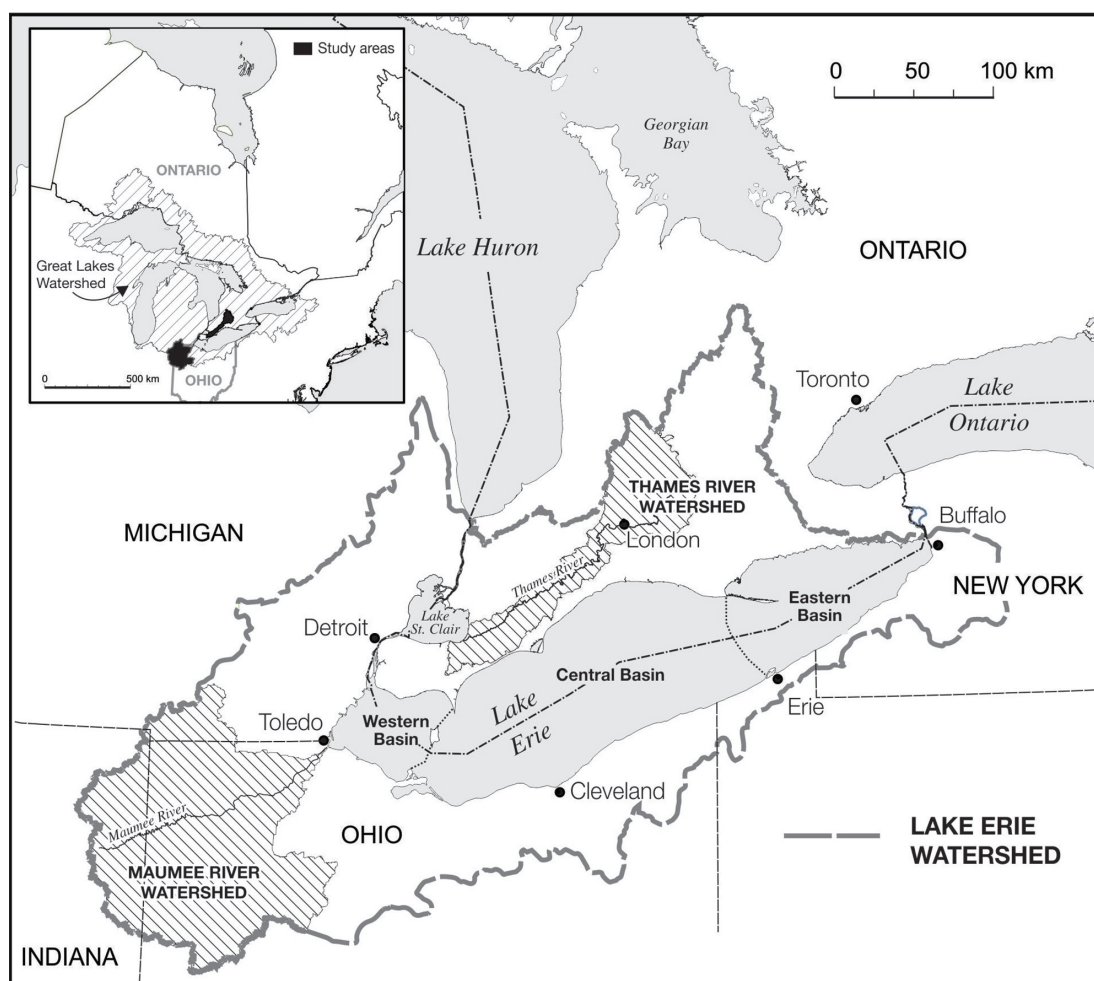 Study areas
ONTARIO
Great Lakes
Watershed
0
500 km
OHIO
0 50 100 km
Georgian
Bay
Lake Huron
ONTARIO
Toronto
Lake
Ontario
MICHIGAN
THAMES RIVER
WATERSHED
London
Buffalo
Thames River
NEW YORK
Lake
St. Clair
Detroit
Eastern
Basin
Central Basin
Erie
Toledo
Western
Basin
Lake
Erie
Cleveland
Maumee River
OHIO
LAKE ERIE
WATERSHED
MAUMEE RIVER
WATERSHED
INDIANA